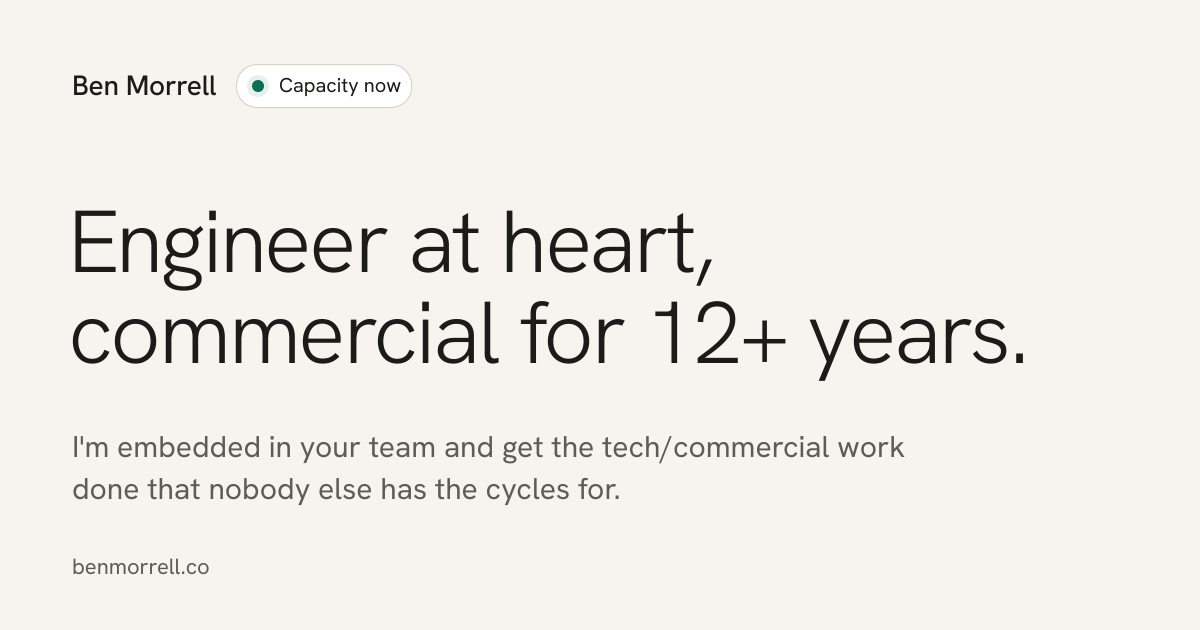 Ben Morrell
Capacity now
Engineer at heart,
commercial for 12+ years.
I'm embedded in your team and get the tech/commercial work
done that nobody else has the cycles for.
benmorrell.co